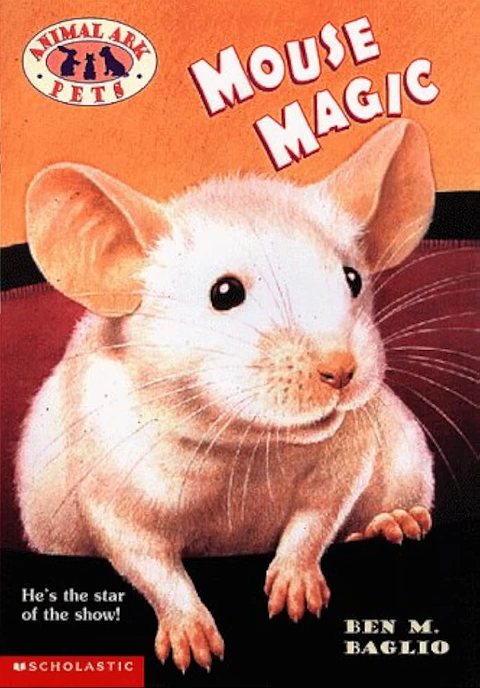 ANIMAL ARK
PETS
MOUSE
MAGIC
He's the star
of the show!
BEN M.
BAGLIO
SCHOLASTIC